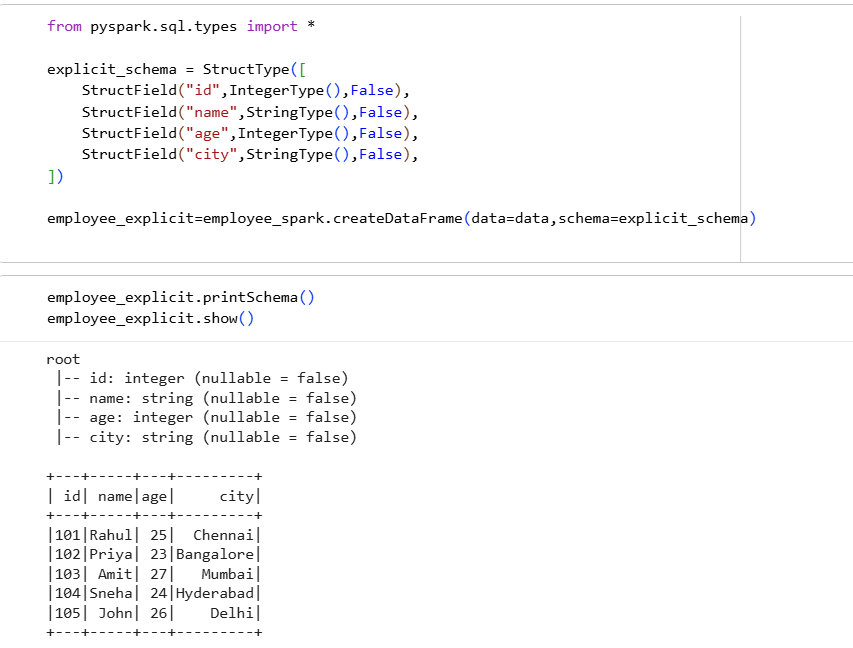 from pyspark.sql.types import *
explicit_schema = StructType([
    StructField("id",IntegerType(),False),
    StructField("name",StringType(),False),
    StructField("age",IntegerType(),False),
    StructField("city",StringType(),False),
])
employee_explicit=employee_spark.createDataFrame(data=data,schema=explicit_schema)
employee_explicit.printSchema()
employee_explicit.show()
root
 |-- id: integer (nullable = false)
 |-- name: string (nullable = false)
 |-- age: integer (nullable = false)
 |-- city: string (nullable = false)
+---+-----+---+---------+
| id| name|age|     city|
+---+-----+---+---------+
|101|Rahul| 25|  Chennai|
|102|Priya| 23|Bangalore|
|103| Amit| 27|   Mumbai|
|104|Sneha| 24|Hyderabad|
|105| John| 26|    Delhi|
+---+-----+---+---------+